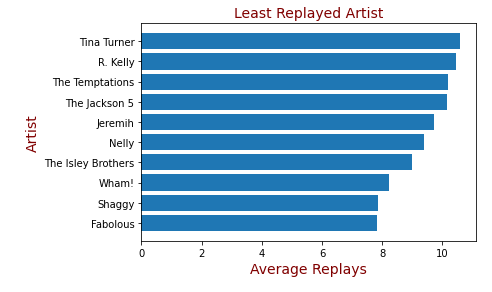 Least Replayed Artist
Artist
Tina Turner
R. Kelly
The Temptations
The Jackson 5
Jeremih
Nelly
The Isley Brothers
Wham!
Shaggy
Fabolous
0 2 4 6 8 10
Average Replays